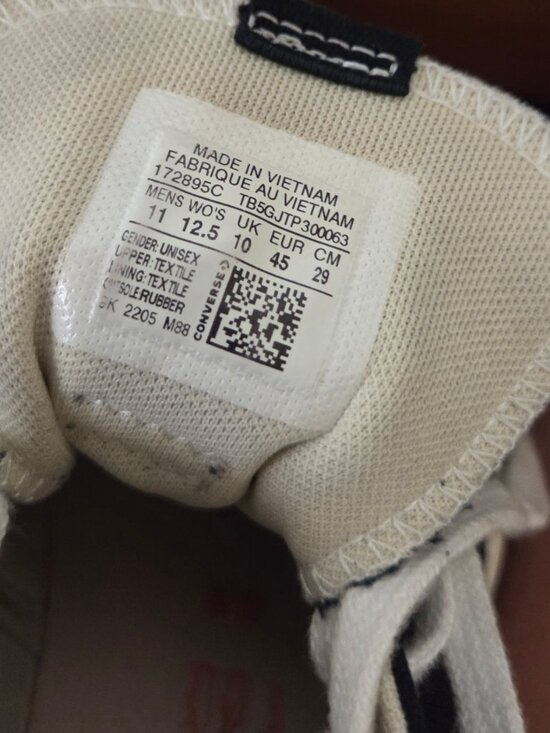 MADE IN VIETNAM
FABRIQUE AU VIETNAM
172895C TB5GJTP300063
MENS WO'S UK EUR CM
11 12.5 10 45 29
GENDER: UNISEX
UPPER: TEXTILE
LINING: TEXTILE
OUTSOLE: RUBBER
2205 M88
CONVERSE